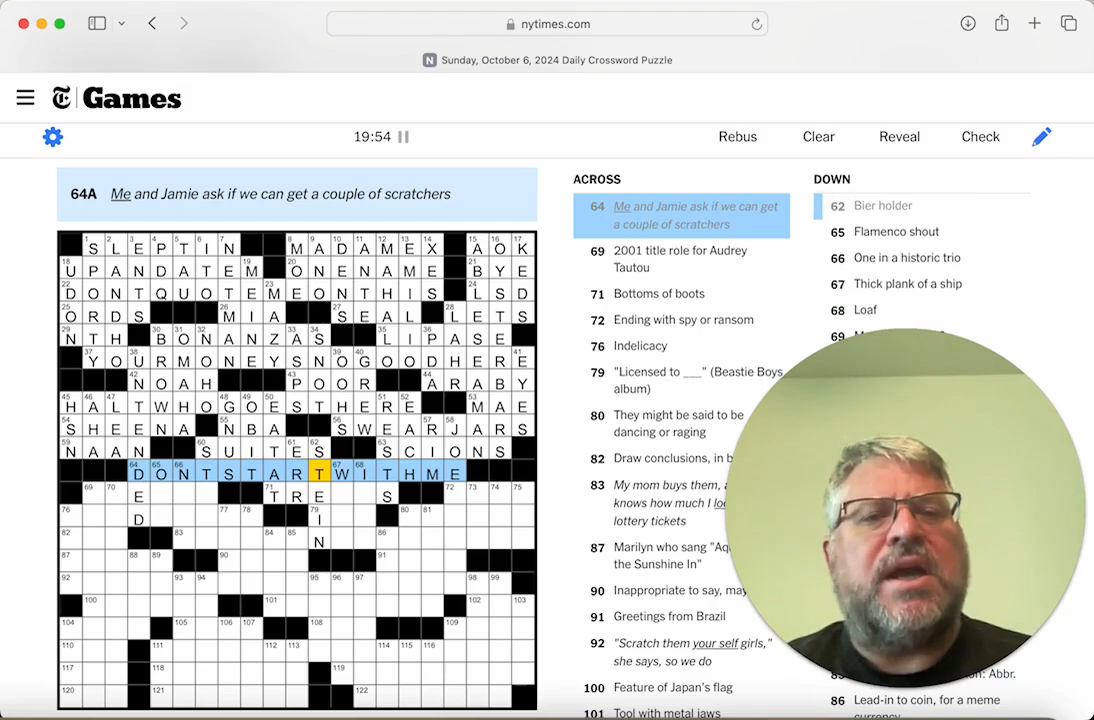 nytimes.com
N Sunday, October 6, 2024 Daily Crossword Puzzle
T Games
19:54
Rebus Clear Reveal Check
64A Me and Jamie ask if we can get a couple of scratchers
SLEPTIN MADAMEX AOK
UPANDATEM ONENAME BYE
DONTQUOTEMEONTHIS LSD
ORDS MIA SEAL LETS
NTH BONANZAS LIPASE
YOURMONEYSNOGOODHERE
NOAH POOR ARABY
HALTWHOGOESTHERE MAE
SHEENA NBA SWEARJARS
NAAN SUITES SCIONS
DONTSTARTWITHME
E TRE S
D I
N
ACROSS
64 Me and Jamie ask if we can get
a couple of scratchers
69 2001 title role for Audrey
Tautou
71 Bottoms of boots
72 Ending with spy or ransom
76 Indelicacy
79 "Licensed to ___" (Beastie Boys
album)
80 They might be said to be
dancing or raging
82 Draw conclusions, in
83 My mom buys them,
knows how much I
lottery tickets
87 Marilyn who sang
the Sunshine In"
90 Inappropriate to say,
91 Greetings from Brazil
92 "Scratch them your self girls,"
she says, so we do
100 Feature of Japan's flag
101 Tool with metal jaws
DOWN
62 Bier holder
65 Flamenco shout
66 One in a historic trio
67 Thick plank of a ship
68 Loaf
69
Abbr.
86 Lead-in to coin, for a meme
currency